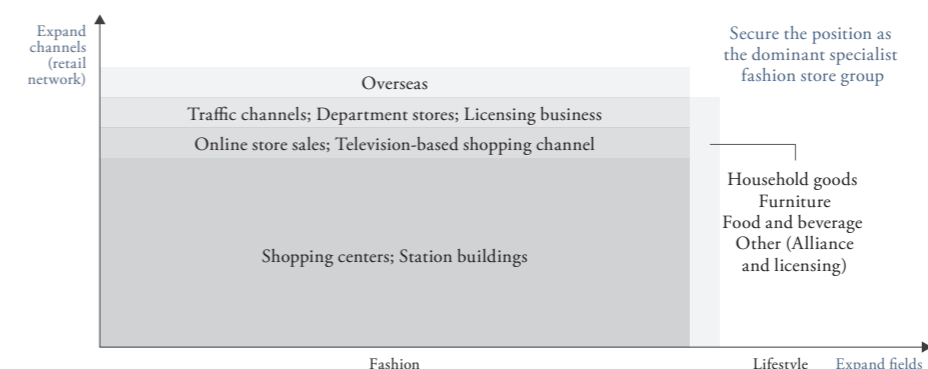 Expand
channels
(retail
network)
Secure the position as
the dominant specialist
fashion store group
Overseas
Traffic channels; Department stores; Licensing business
Online store sales; Television-based shopping channel
Household goods
Furniture
Food and beverage
Other (Alliance
and licensing)
Shopping centers; Station buildings
Fashion
Lifestyle
Expand fields